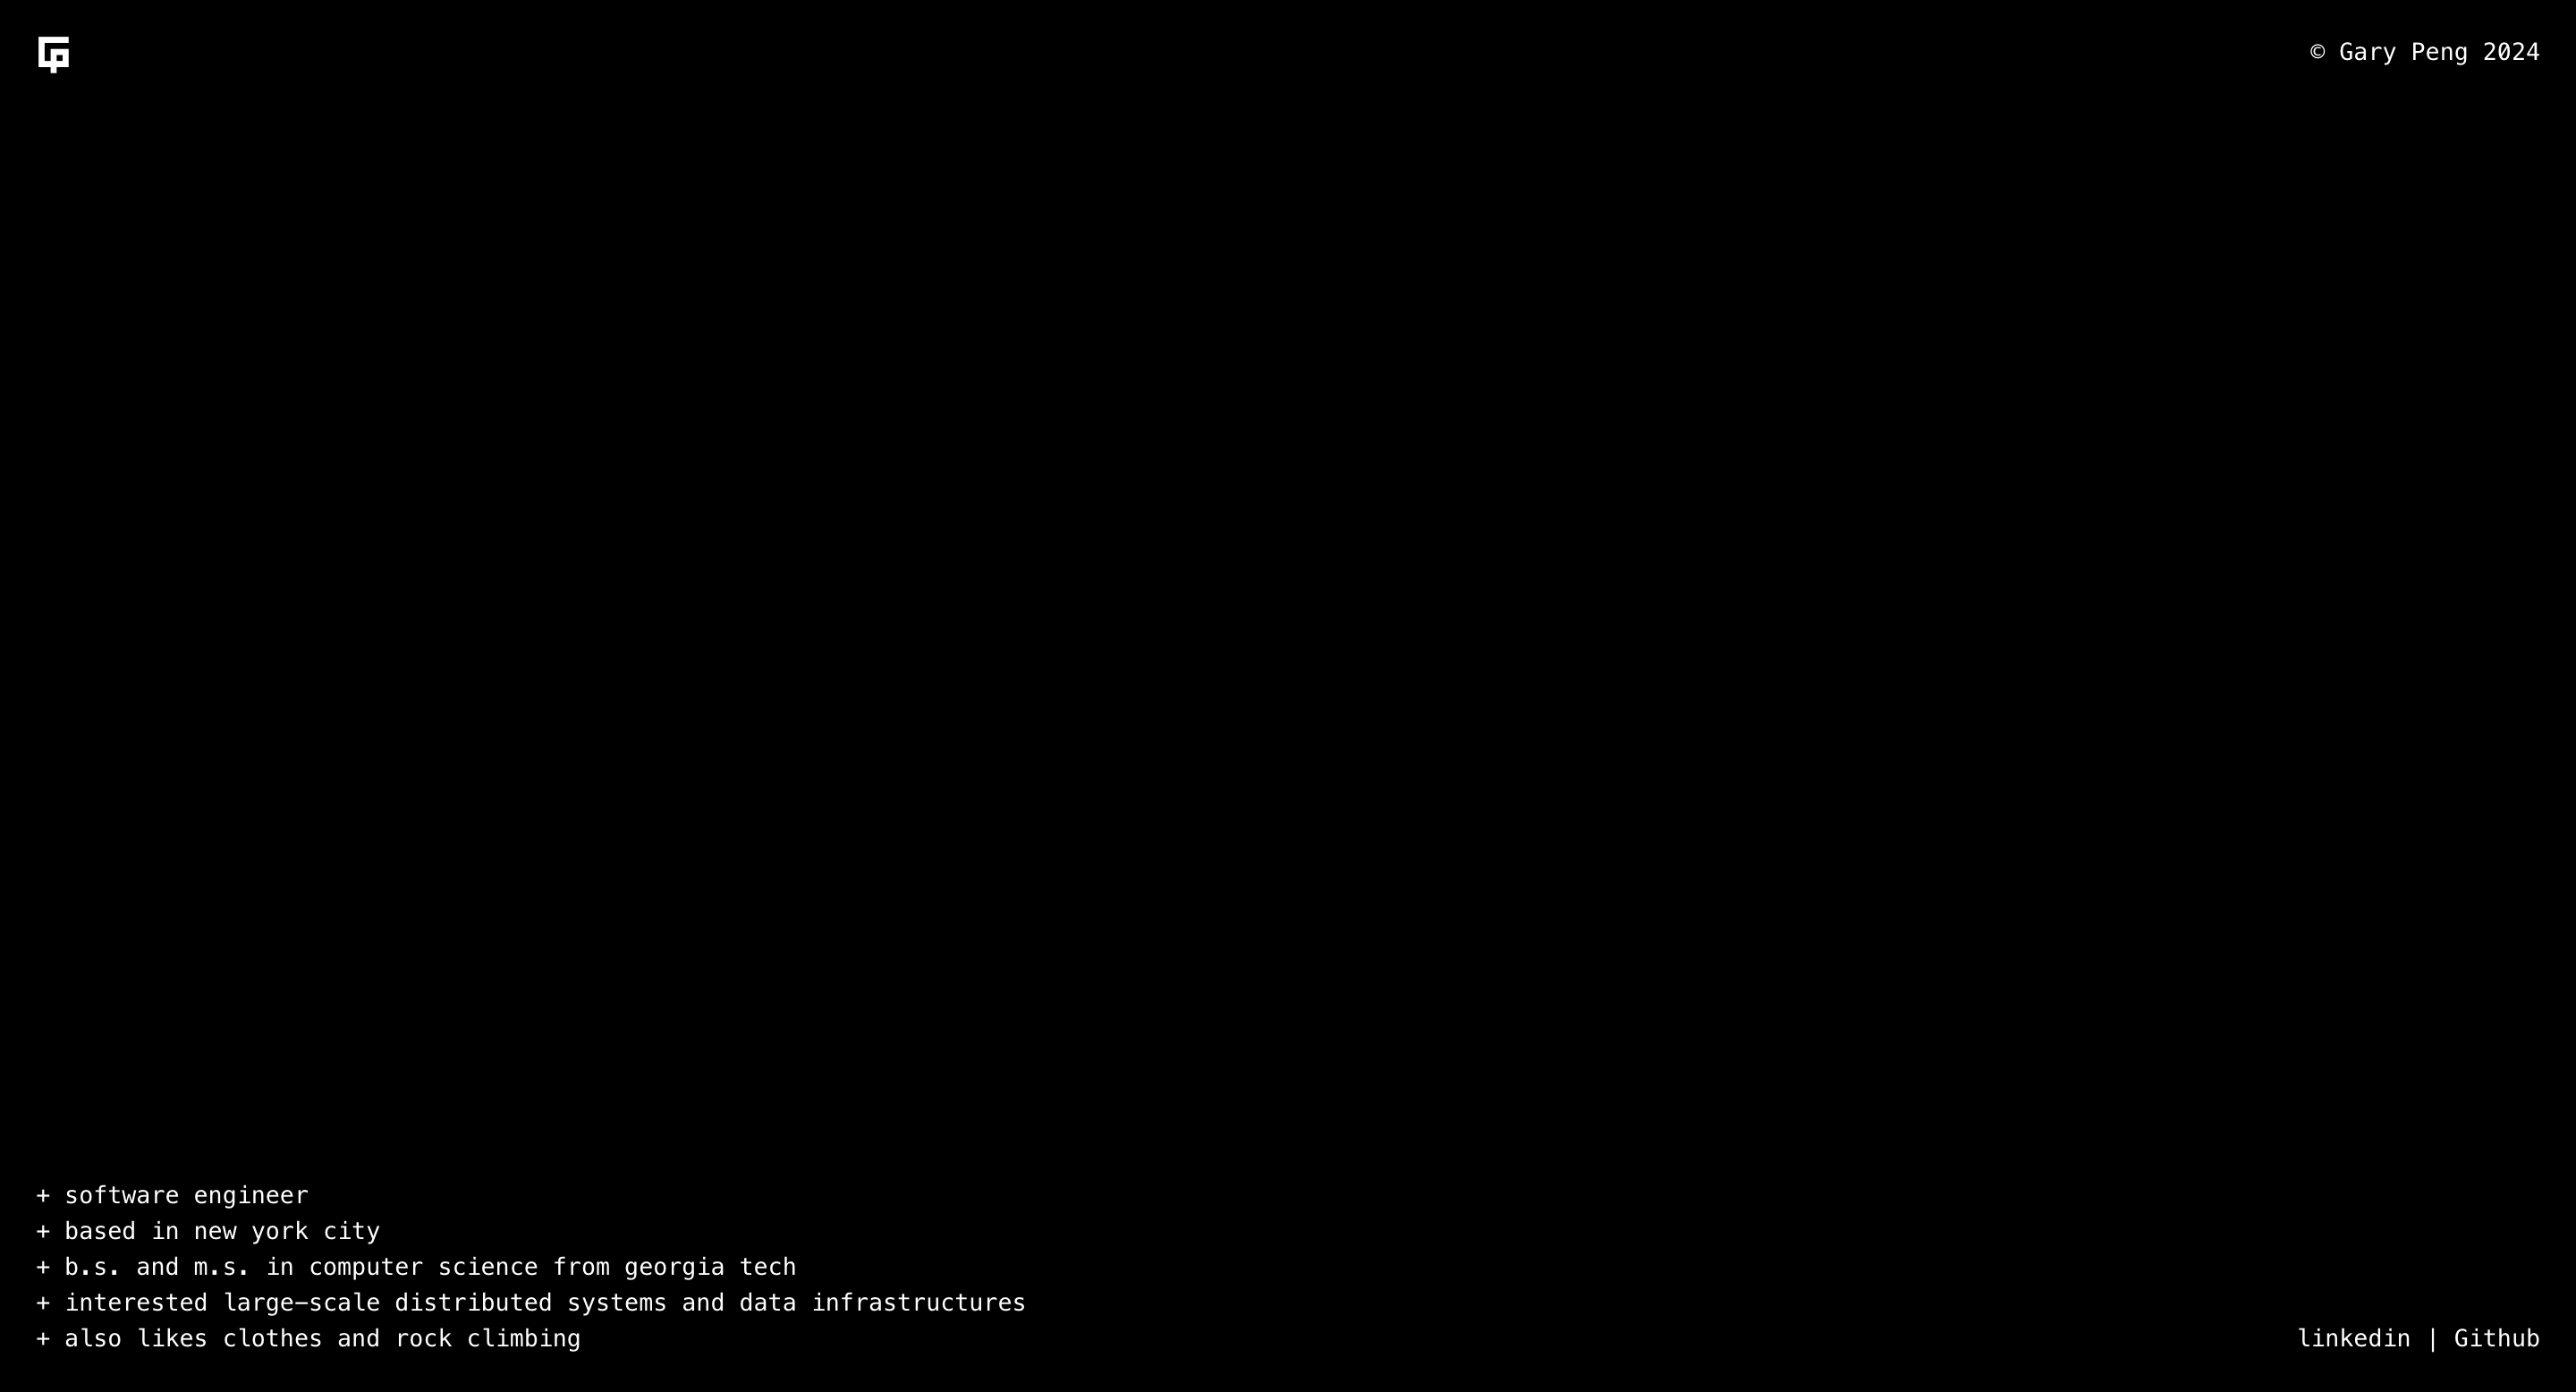 © Gary Peng 2024
+ software engineer
+ based in new york city
+ b.s. and m.s. in computer science from georgia tech
+ interested large-scale distributed systems and data infrastructures
+ also likes clothes and rock climbing
linkedin | Github